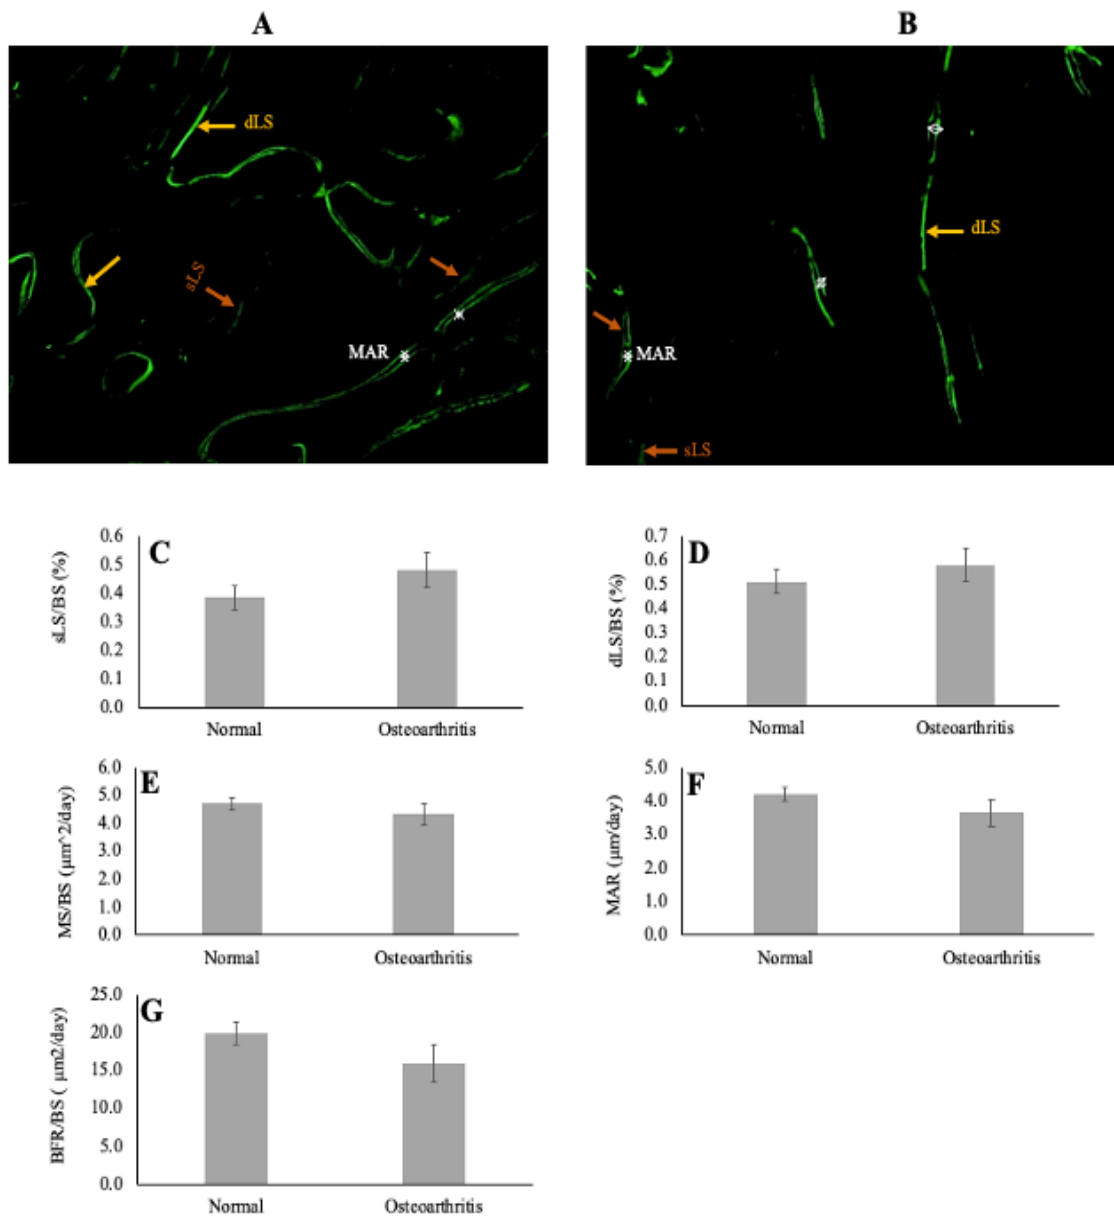 A
B
dLS
sLS
MAR
dLS
MAR
sLS
C
sLS/BS (%)
0.6
0.5
0.4
0.3
0.2
0.1
0.0
Normal Osteoarthritis
D
dLS/BS (%)
0.7
0.6
0.5
0.4
0.3
0.2
0.1
0.0
Normal Osteoarthritis
E
MS/BS (µm^2/day)
6.0
5.0
4.0
3.0
2.0
1.0
0.0
Normal Osteoarthritis
F
MAR (µm/day)
5.0
4.0
3.0
2.0
1.0
0.0
Normal Osteoarthritis
G
BFR/BS ( µm2/day)
25.0
20.0
15.0
10.0
5.0
0.0
Normal Osteoarthritis